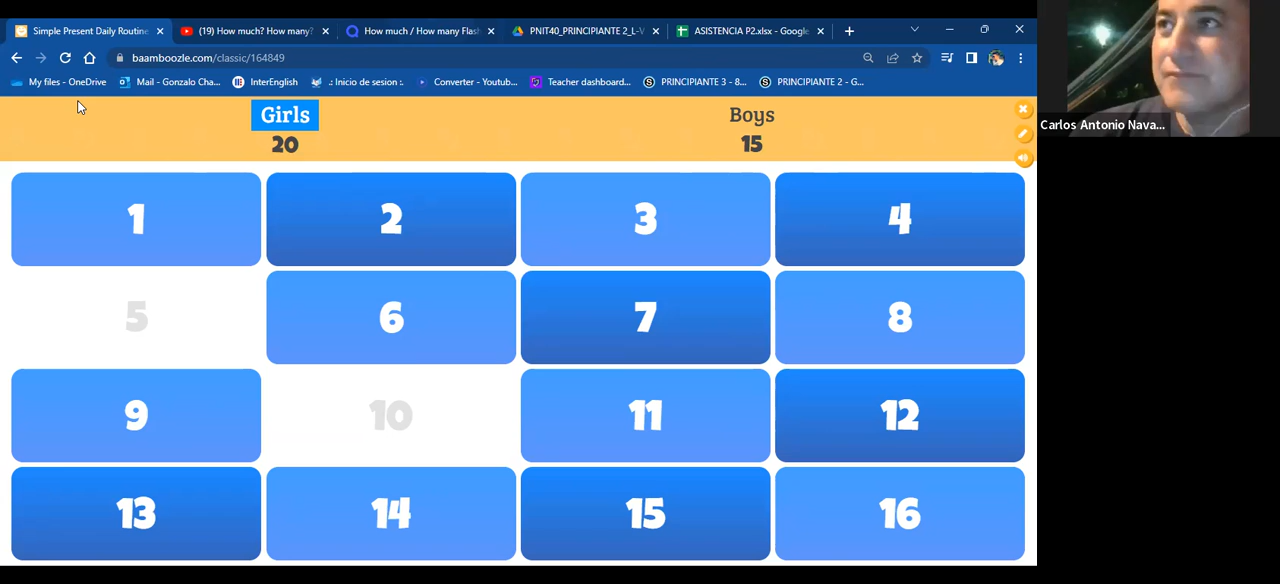 Simple Present Daily Routine
(19) How much? How many?
How much / How many Flas
PNIT40_PRINCIPIANTE 2_L-V
ASISTENCIA P2.xlsx - Google
baamboozle.com/classic/164849
My files - OneDrive
Mail - Gonzalo Cha...
InterEnglish
.: Inicio de sesion :.
Converter - Youtub...
Teacher dashboard...
PRINCIPIANTE 3 - 8...
PRINCIPIANTE 2 - G...
Girls
20
Boys
15
Carlos Antonio Nava...
1
2
3
4
5
6
7
8
9
10
11
12
13
14
15
16